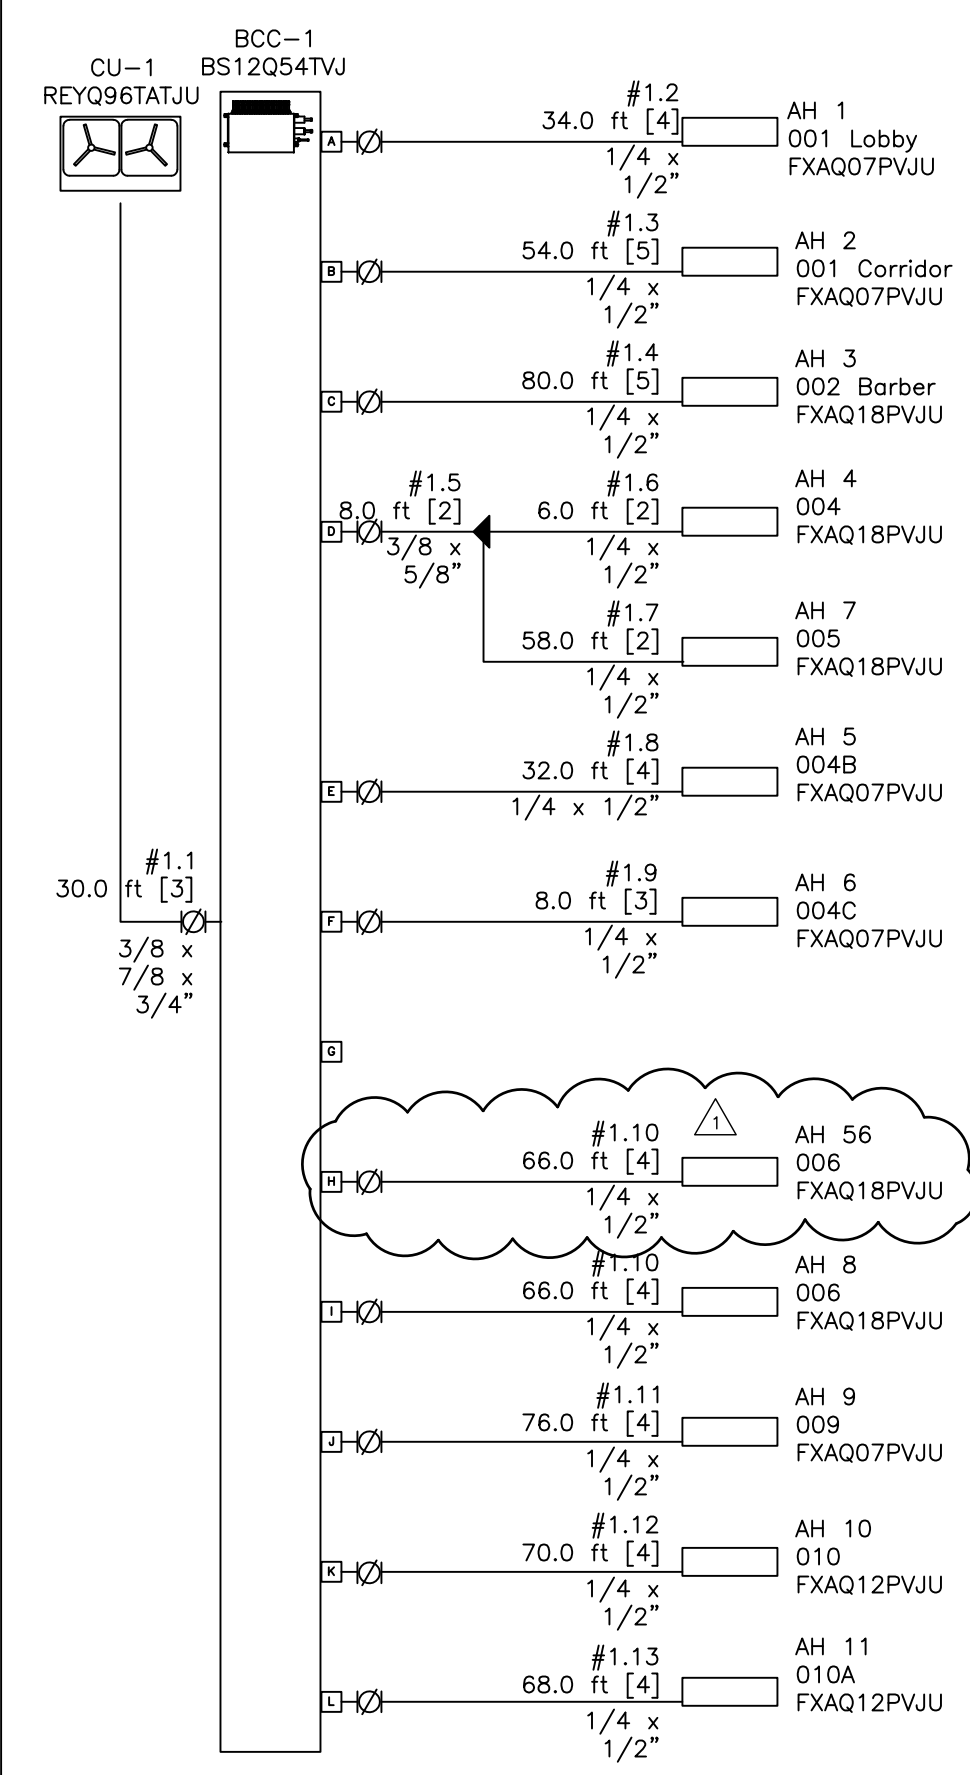 BCC-1
BS12Q54TVJ
CU-1
REYQ96TATJU
A
#1.2
34.0 ft [4]
1/4 x
1/2"
AH 1
001 Lobby
FXAQ07PVJU
B
#1.3
54.0 ft [5]
1/4 x
1/2"
AH 2
001 Corridor
FXAQ07PVJU
C
#1.4
80.0 ft [5]
1/4 x
1/2"
AH 3
002 Barber
FXAQ18PVJU
D
#1.5
8.0 ft [2]
3/8 x
5/8"
#1.6
6.0 ft [2]
1/4 x
1/2"
AH 4
004
FXAQ18PVJU
#1.7
58.0 ft [2]
1/4 x
1/2"
AH 7
005
FXAQ18PVJU
E
#1.8
32.0 ft [4]
1/4 x 1/2"
AH 5
004B
FXAQ07PVJU
#1.1
30.0 ft [3]
3/8 x
7/8 x
3/4"
F
#1.9
8.0 ft [3]
1/4 x
1/2"
AH 6
004C
FXAQ07PVJU
G
1
H
#1.10
66.0 ft [4]
1/4 x
1/2"
AH 56
006
FXAQ18PVJU
I
#1.10
66.0 ft [4]
1/4 x
1/2"
AH 8
006
FXAQ18PVJU
J
#1.11
76.0 ft [4]
1/4 x
1/2"
AH 9
009
FXAQ07PVJU
K
#1.12
70.0 ft [4]
1/4 x
1/2"
AH 10
010
FXAQ12PVJU
L
#1.13
68.0 ft [4]
1/4 x
1/2"
AH 11
010A
FXAQ12PVJU